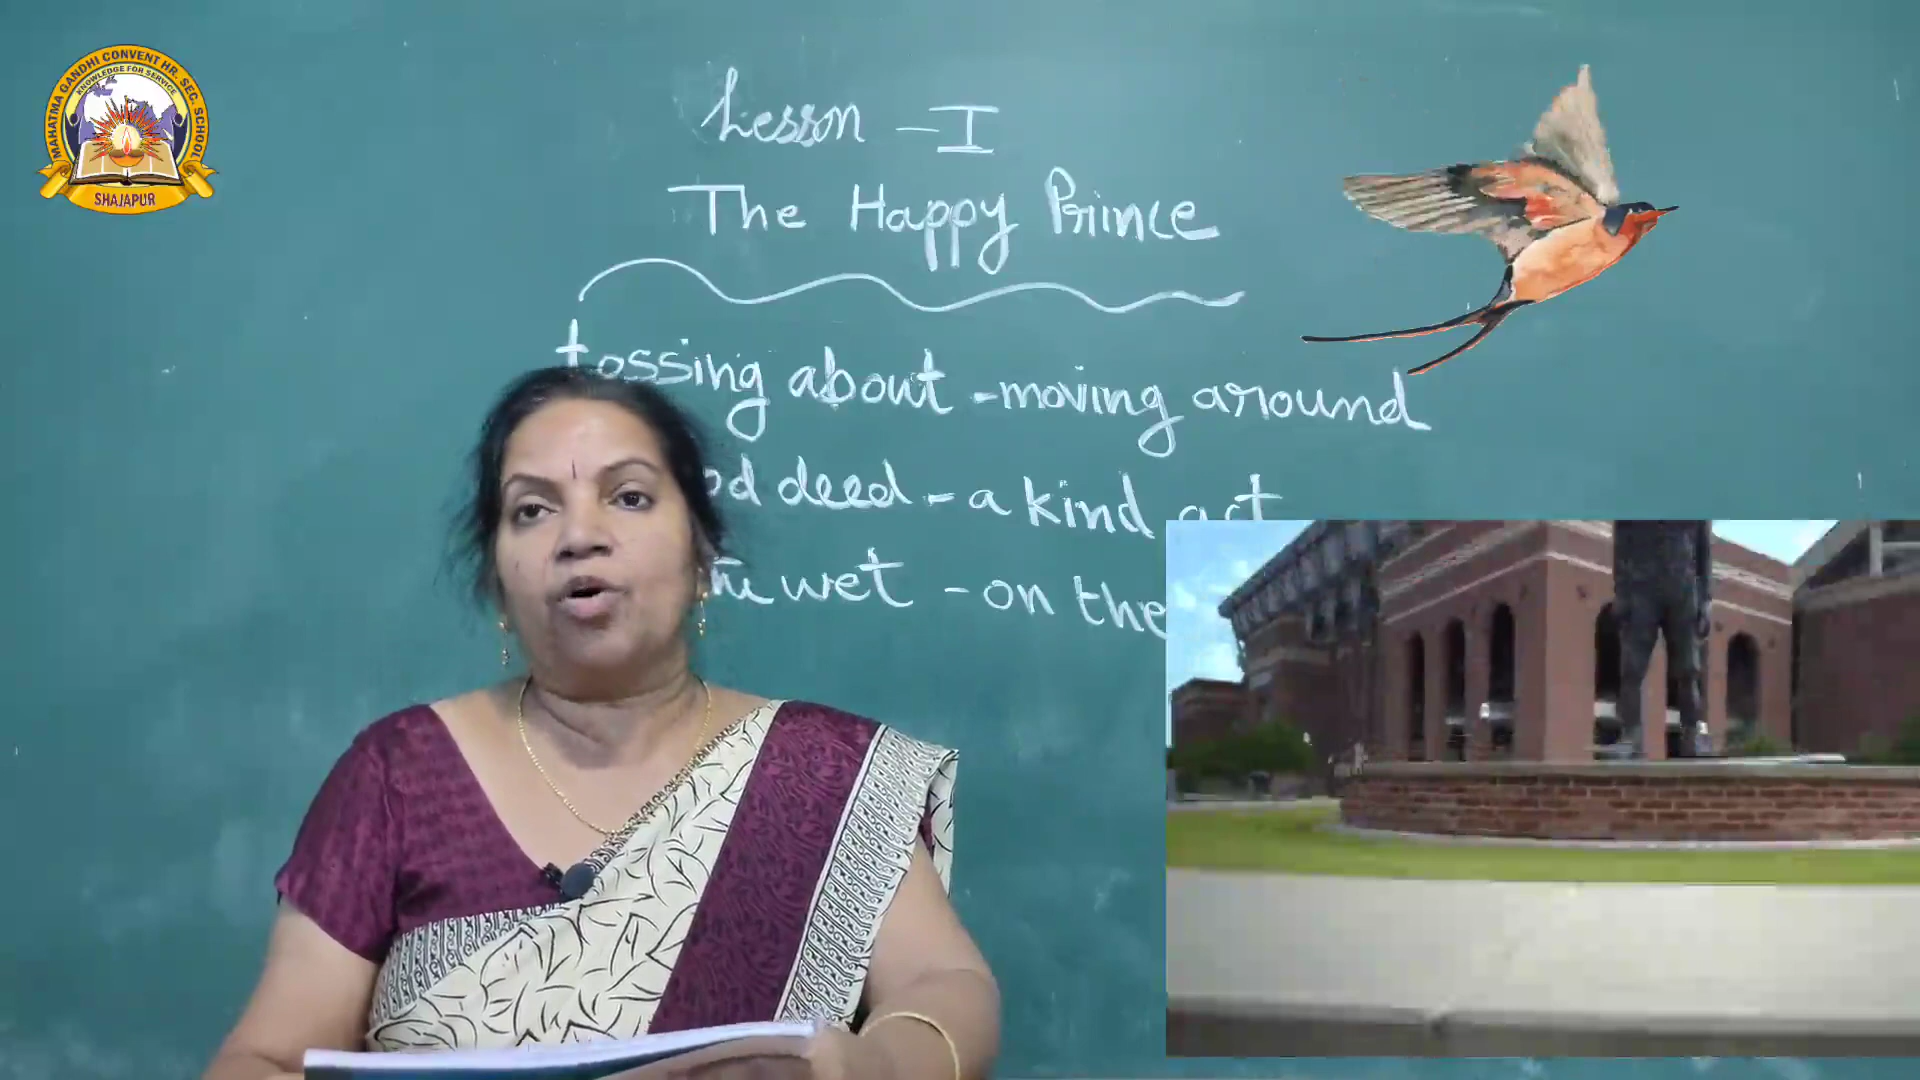 MAHATMA GANDHI CONVENT HR. SEC. SCHOOL
KNOWLEDGE FOR SERVICE
SHAJAPUR
Lesson - I
The Happy Prince
tossing about - moving around
deed - a kind act
wet - on the